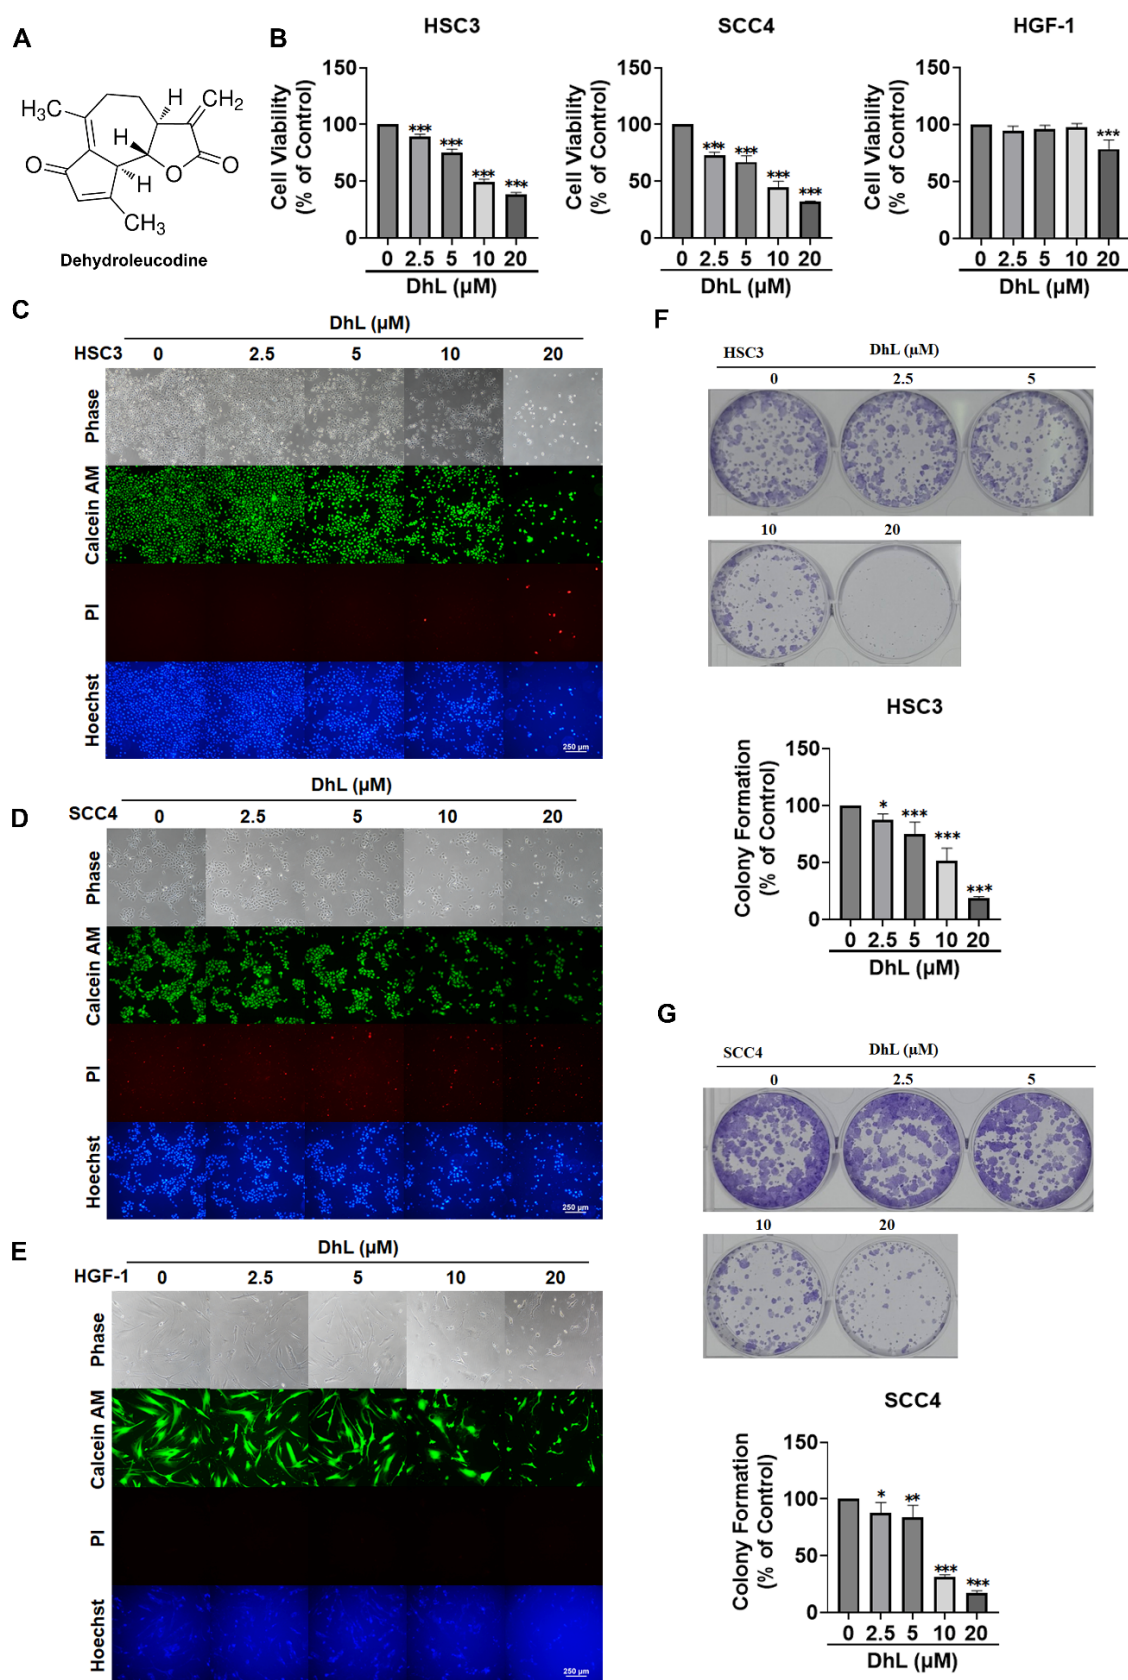 A
H₃C
H
CH₂
H
O
O
O
H
CH₃
Dehydroleucodine
B
HSC3
Cell Viability
(% of Control)
150
100
50
0
*** *** *** ***
0 2.5 5 10 20
DhL (μM)
SCC4
Cell Viability
(% of Control)
150
100
50
0
*** *** *** ***
0 2.5 5 10 20
DhL (μM)
HGF-1
Cell Viability
(% of Control)
150
100
50
0
***
0 2.5 5 10 20
DhL (μM)
C
DhL (μM)
HSC3 0 2.5 5 10 20
Phase
Calcein AM
PI
Hoechst
250 μm
D
DhL (μM)
SCC4 0 2.5 5 10 20
Phase
Calcein AM
PI
Hoechst
250 μm
E
DhL (μM)
HGF-1 0 2.5 5 10 20
Phase
Calcein AM
PI
Hoechst
250 μm
F
HSC3 DhL (μM)
0 2.5 5
10 20
HSC3
Colony Formation
(% of Control)
150
100
50
0
* *** *** ***
0 2.5 5 10 20
DhL (μM)
G
SCC4 DhL (μM)
0 2.5 5
10 20
SCC4
Colony Formation
(% of Control)
150
100
50
0
* ** *** ***
0 2.5 5 10 20
DhL (μM)